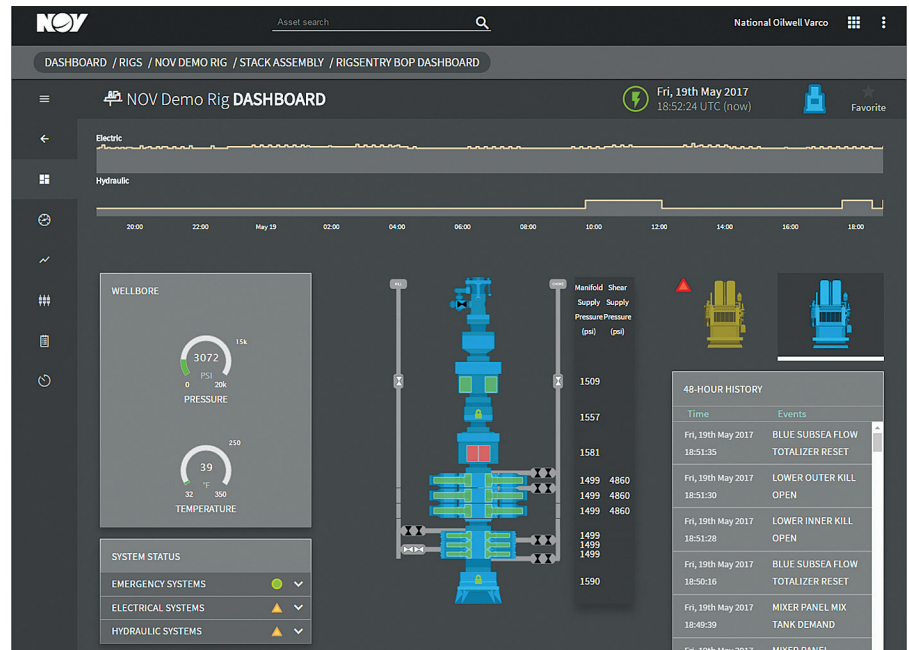 NOV
Asset search
National Oilwell Varco
DASHBOARD / RIGS / NOV DEMO RIG / STACK ASSEMBLY / RIGSENTRY BOP DASHBOARD
NOV Demo Rig DASHBOARD
Fri, 19th May 2017
18:52:24 UTC (now)
Favorite
Electric
Hydraulic
20:00 22:00 May 19 02:00 04:00 06:00 08:00 10:00 12:00 14:00 16:00 18:00
WELLBORE
15k
3072
PSI
0 20k
PRESSURE
250
39
°F
32 350
TEMPERATURE
SYSTEM STATUS
EMERGENCY SYSTEMS
ELECTRICAL SYSTEMS
HYDRAULIC SYSTEMS
KILL
CHOKE
Manifold Shear
Supply Supply
Pressure Pressure
(psi) (psi)
1509
1557
1581
1499 4860
1499 4860
1499 4860
1499
1499
1499
1590
48-HOUR HISTORY
Time Events
Fri, 19th May 2017 BLUE SUBSEA FLOW
18:51:35 TOTALIZER RESET
Fri, 19th May 2017 LOWER OUTER KILL
18:51:30 OPEN
Fri, 19th May 2017 LOWER INNER KILL
18:51:28 OPEN
Fri, 19th May 2017 BLUE SUBSEA FLOW
18:50:16 TOTALIZER RESET
Fri, 19th May 2017 MIXER PANEL MIX
18:49:39 TANK DEMAND
Fri, 19th May 2017 MIXER PANEL